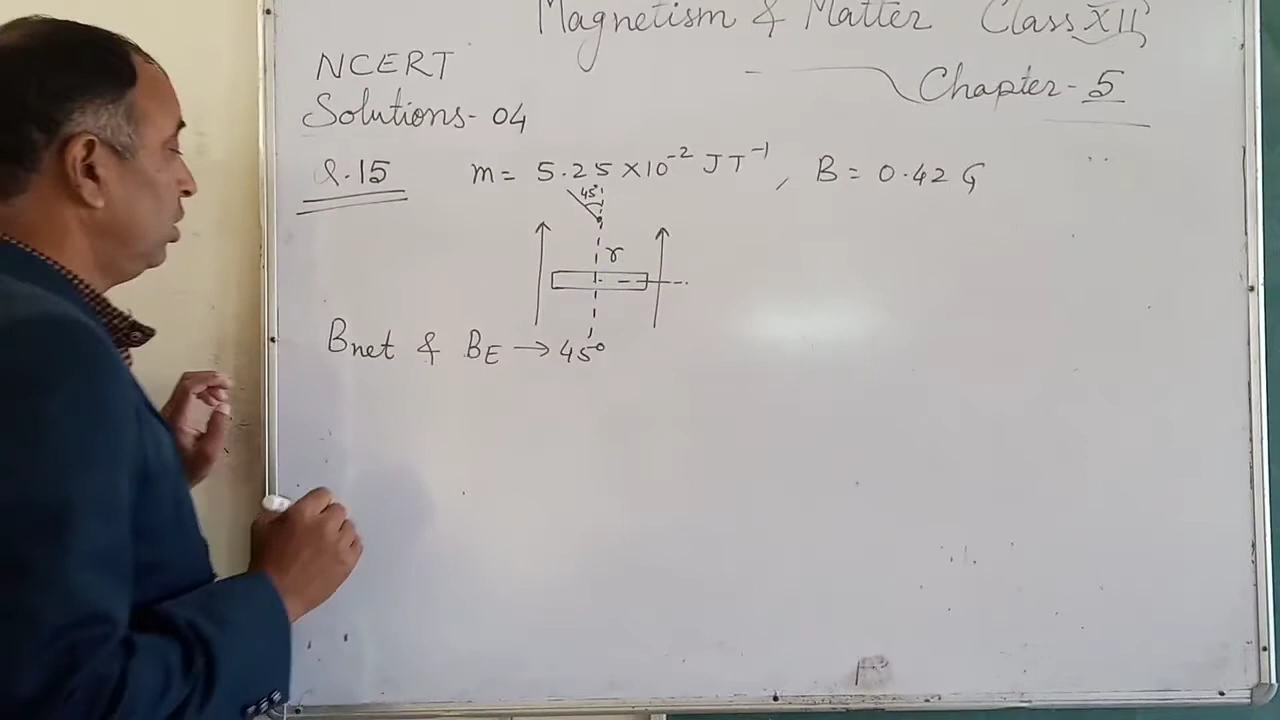 Magnetism & Matter Class XII
Chapter-5
NCERT
Solutions-04
Q.15 m= 5.25×10⁻² JT⁻¹, B= 0.42 G
45°
r
Bnet & BE → 45°